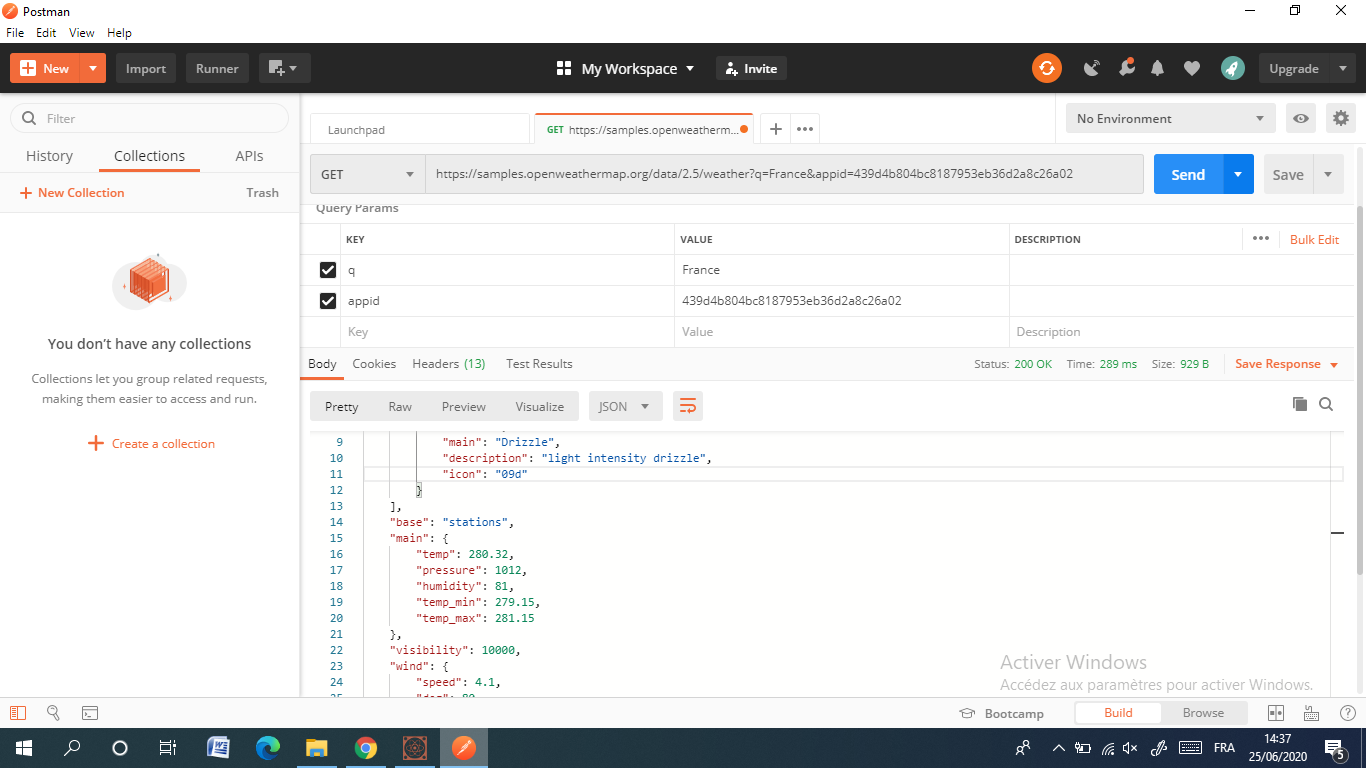 Postman
File Edit View Help
New Import Runner My Workspace Invite Upgrade
Filter
History Collections APIs
New Collection Trash
You don't have any collections
Collections let you group related requests,
making them easier to access and run.
Create a collection
Launchpad GET https://samples.openweatherm... No Environment
GET https://samples.openweathermap.org/data/2.5/weather?q=France&appid=439d4b804bc8187953eb36d2a8c26a02 Send Save
Query Params
KEY VALUE DESCRIPTION Bulk Edit
q France
appid 439d4b804bc8187953eb36d2a8c26a02
Key Value Description
Body Cookies Headers (13) Test Results Status: 200 OK Time: 289 ms Size: 929 B Save Response
Pretty Raw Preview Visualize JSON
9 "main": "Drizzle",
10 "description": "light intensity drizzle",
11 "icon": "09d"
12 }
13 ],
14 "base": "stations",
15 "main": {
16 "temp": 280.32,
17 "pressure": 1012,
18 "humidity": 81,
19 "temp_min": 279.15,
20 "temp_max": 281.15
21 },
22 "visibility": 10000,
23 "wind": {
24 "speed": 4.1,
Activer Windows
Accédez aux paramètres pour activer Windows.
Bootcamp Build Browse
FRA 14:37
25/06/2020 5